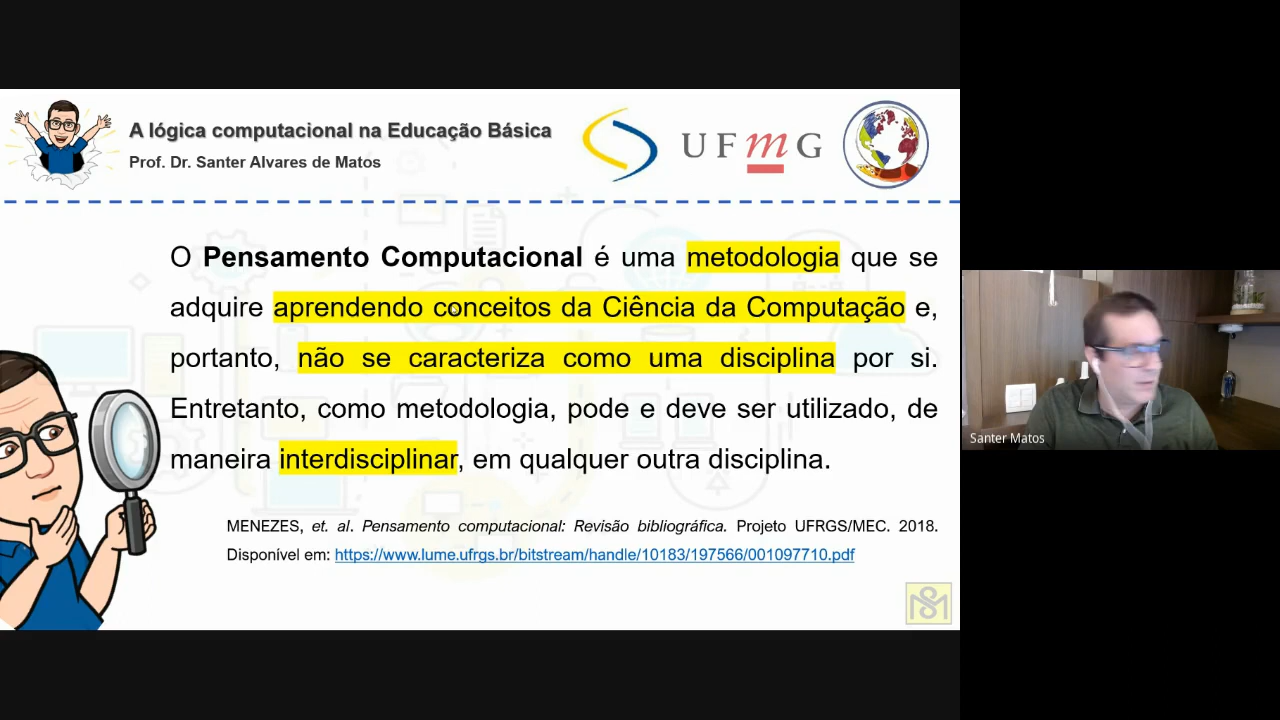 A lógica computacional na Educação Básica
Prof. Dr. Santer Alvares de Matos
UFmG
O Pensamento Computacional é uma metodologia que se
adquire aprendendo conceitos da Ciência da Computação e,
portanto, não se caracteriza como uma disciplina por si.
Entretanto, como metodologia, pode e deve ser utilizado, de
maneira interdisciplinar, em qualquer outra disciplina.
MENEZES, et. al. Pensamento computacional: Revisão bibliográfica. Projeto UFRGS/MEC. 2018.
Disponível em: https://www.lume.ufrgs.br/bitstream/handle/10183/197566/001097710.pdf
Santer Matos